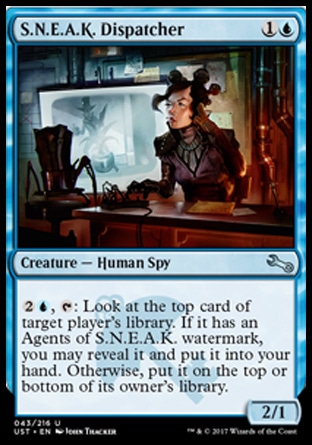 S.N.E.A.K. Dispatcher 1
Creature — Human Spy
2 , : Look at the top card of
target player's library. If it has an
Agents of S.N.E.A.K. watermark,
you may reveal it and put it into your
hand. Otherwise, put it on the top or
bottom of its owner's library.
043/216 U
UST • EN John Thacker
™ & © 2017 Wizards of the Coast
2/1